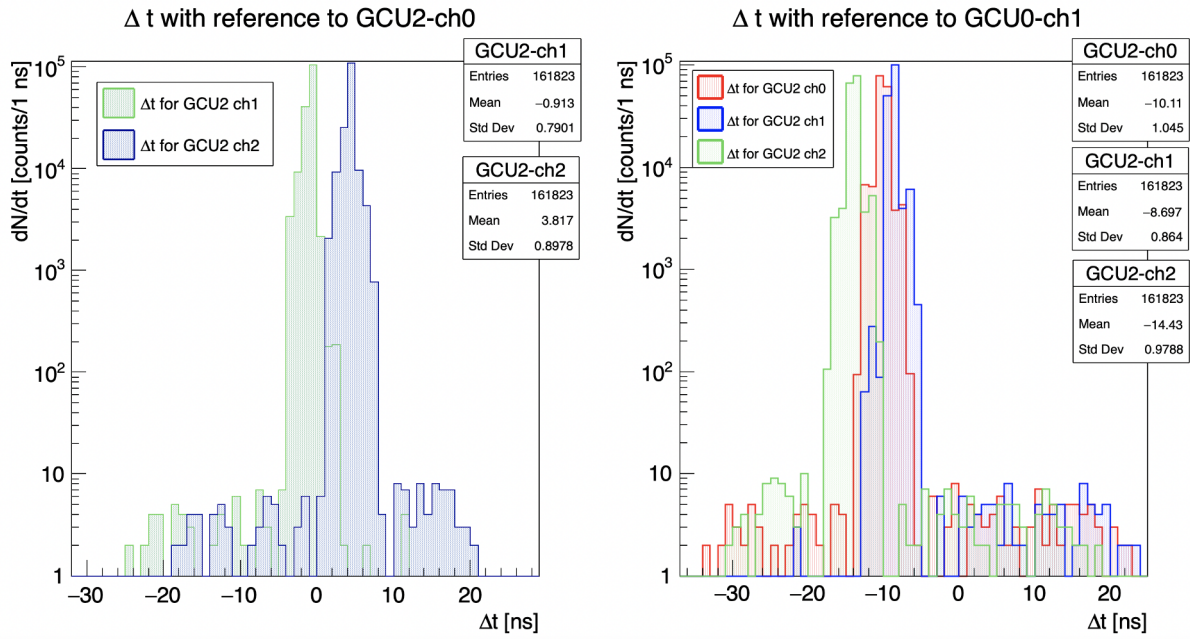 Δ t with reference to GCU2-ch0
dN/dt [counts/1 ns]
10⁵
10⁴
10³
10²
10
1
−30
−20
−10
0
10
20
Δt [ns]
Δt for GCU2 ch1
Δt for GCU2 ch2
GCU2-ch1
Entries 161823
Mean −0.913
Std Dev 0.7901
GCU2-ch2
Entries 161823
Mean 3.817
Std Dev 0.8978
Δ t with reference to GCU0-ch1
dN/dt [counts/1 ns]
10⁵
10⁴
10³
10²
10
1
−30
−20
−10
0
10
20
Δt [ns]
Δt for GCU2 ch0
Δt for GCU2 ch1
Δt for GCU2 ch2
GCU2-ch0
Entries 161823
Mean −10.11
Std Dev 1.045
GCU2-ch1
Entries 161823
Mean −8.697
Std Dev 0.864
GCU2-ch2
Entries 161823
Mean −14.43
Std Dev 0.9788